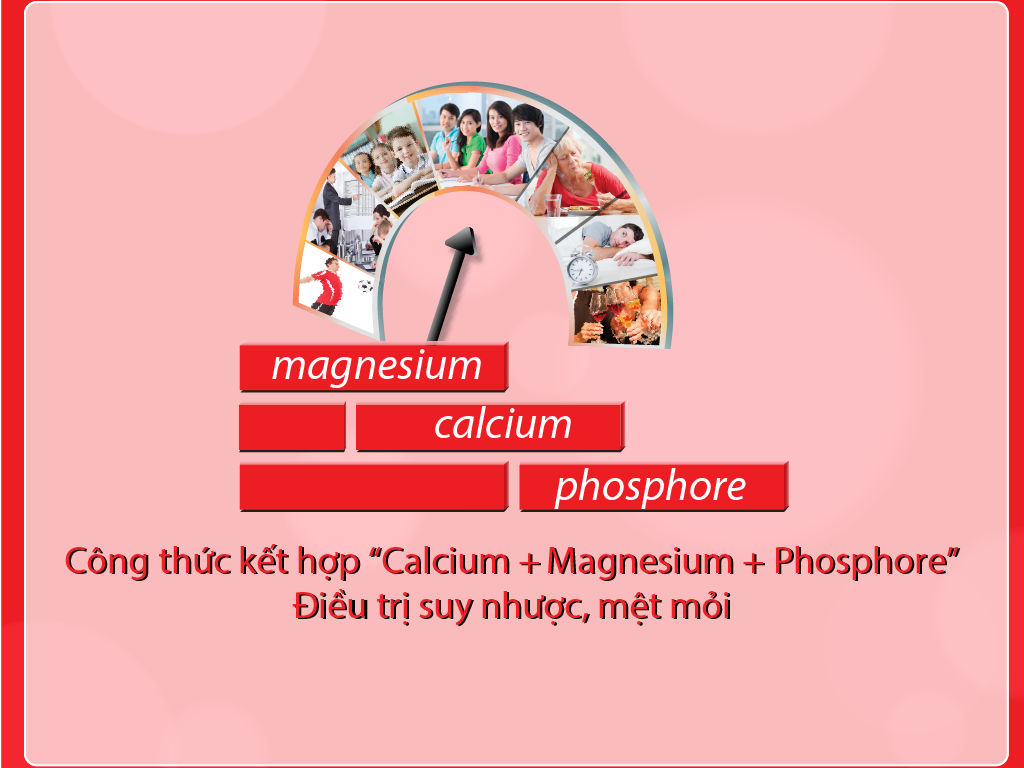 magnesium
calcium
phosphore
Công thức kết hợp “Calcium + Magnesium + Phosphore”
Điều trị suy nhược, mệt mỏi